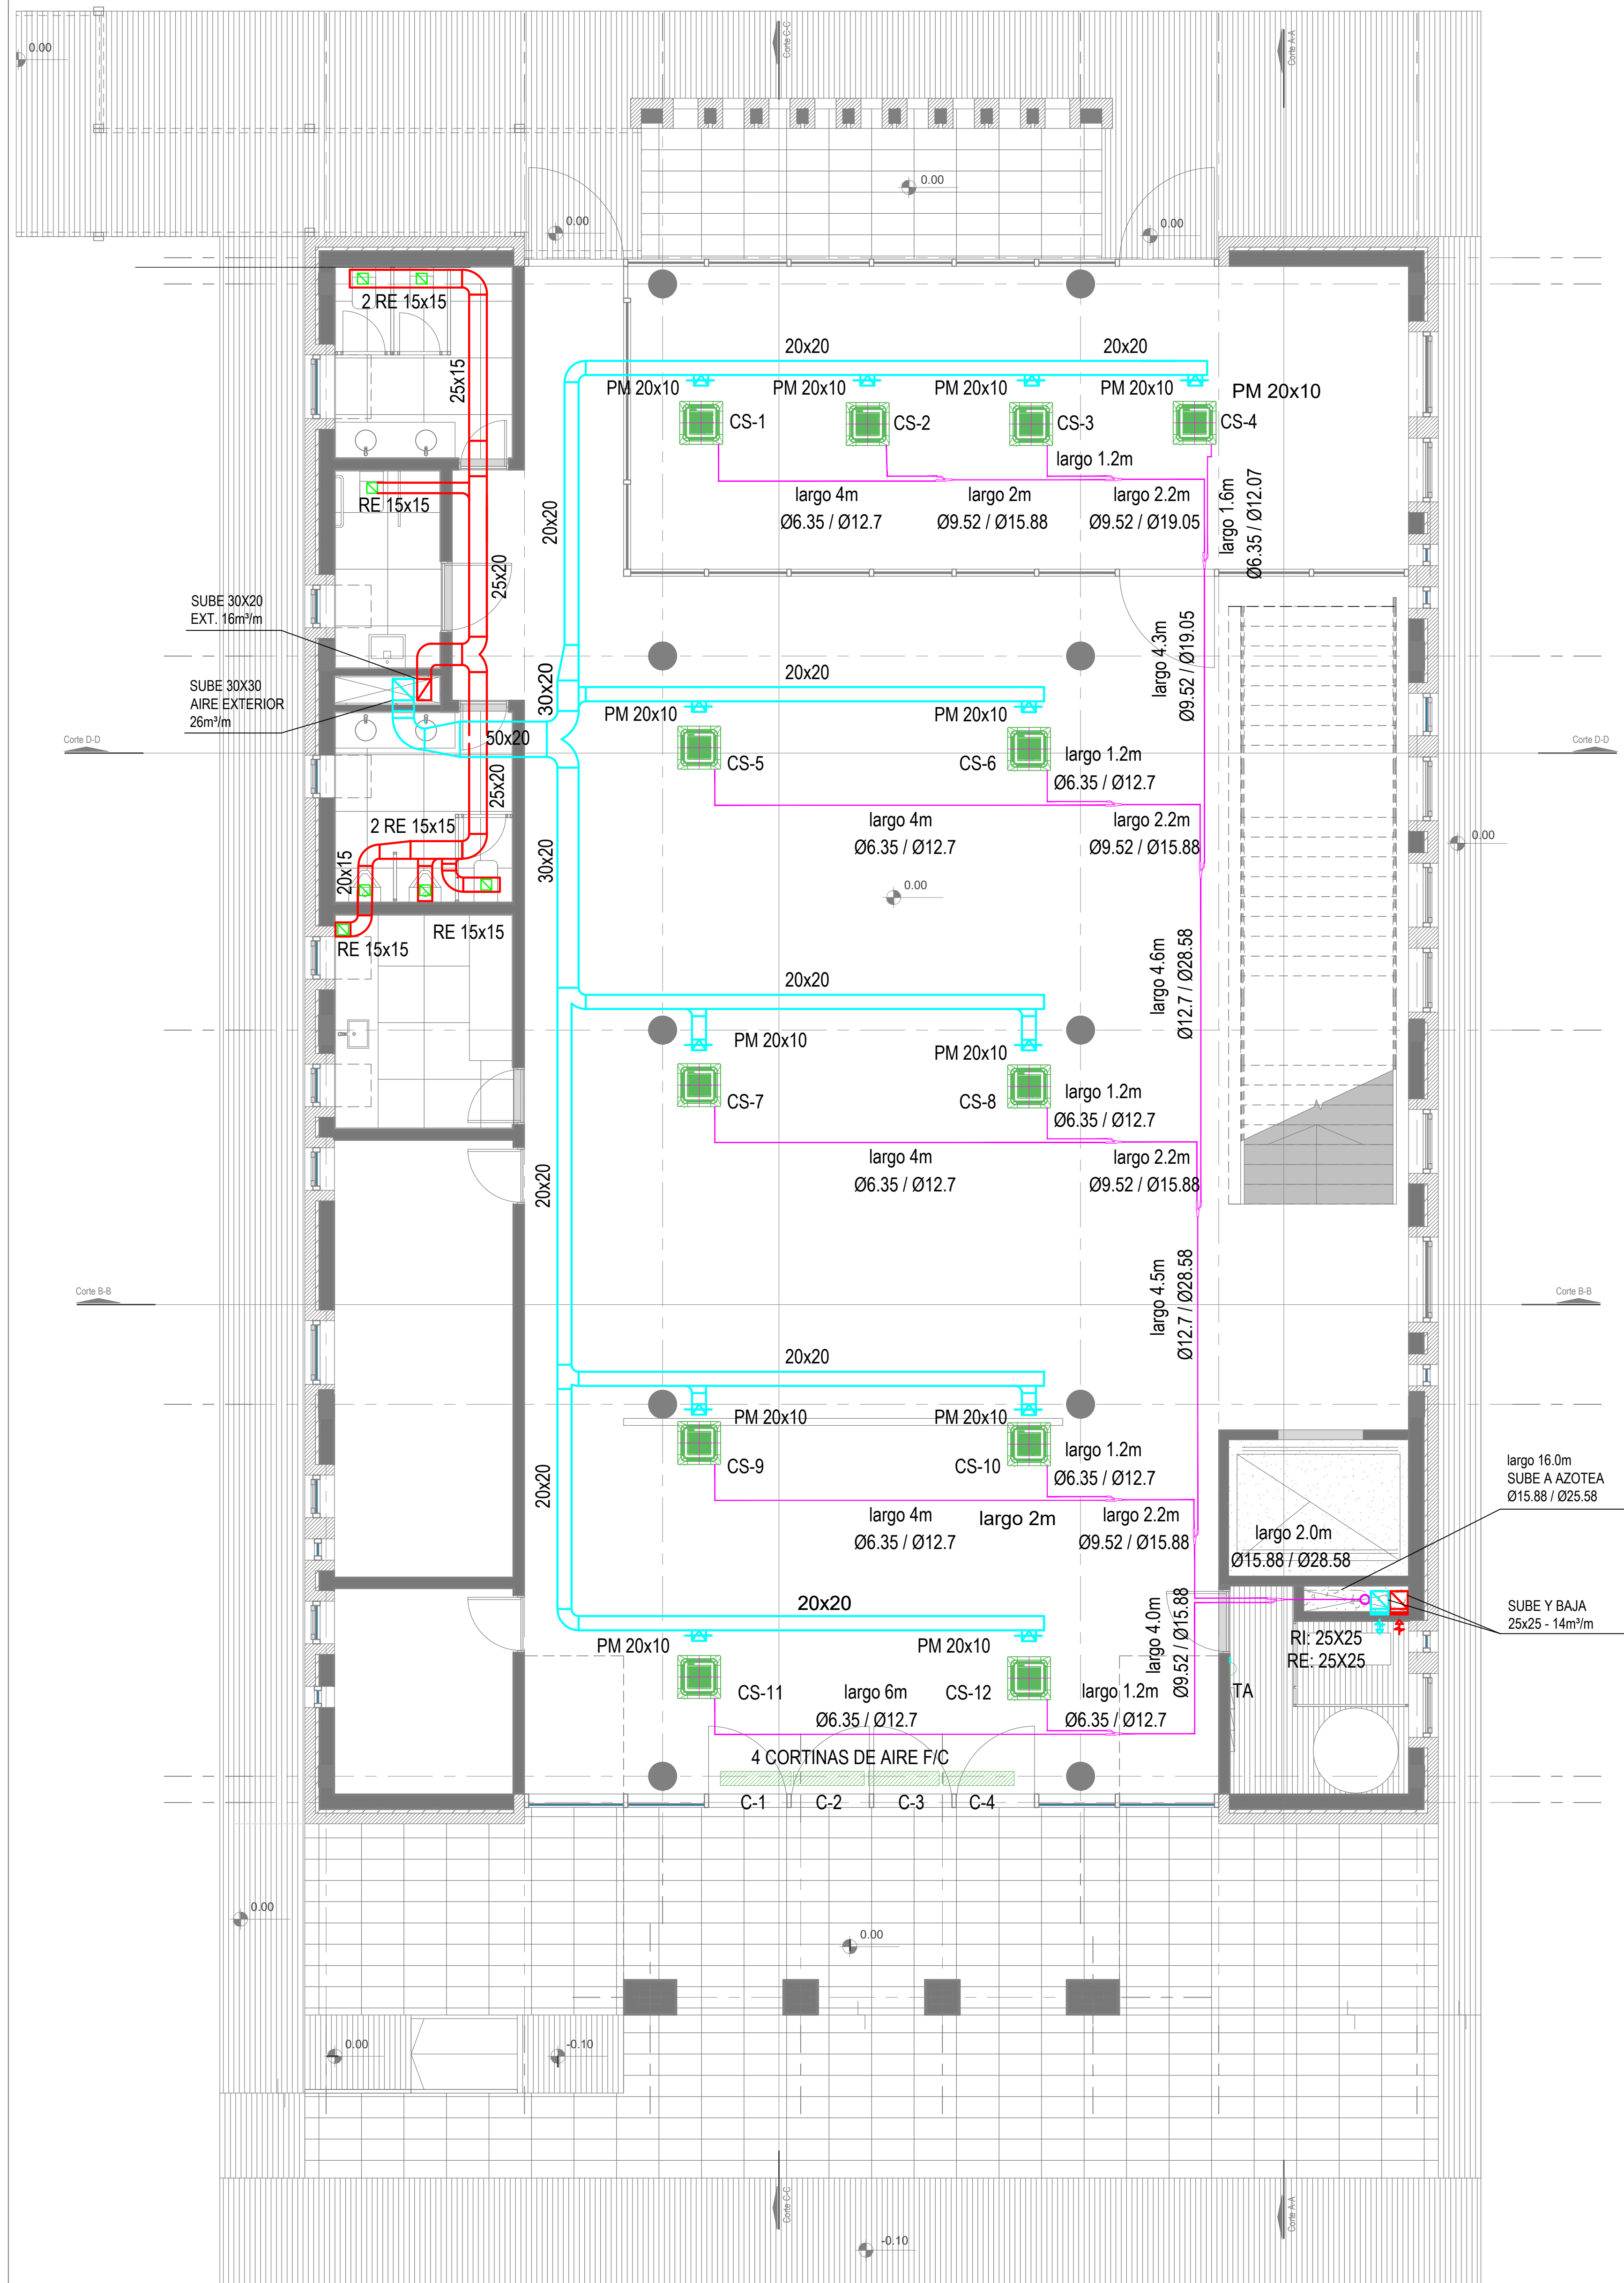 Corte C-C
Corte A-A
0.00
0.00
0.00
0.00
2 RE 15x15
25x15
20x20
20x20
PM 20x10
PM 20x10
PM 20x10
PM 20x10
PM 20x10
CS-1
CS-2
CS-3
CS-4
largo 1.2m
RE 15x15
20x20
largo 4m
Ø6.35 / Ø12.7
largo 2m
Ø9.52 / Ø15.88
largo 2.2m
Ø9.52 / Ø19.05
largo 1.6m
Ø6.35 / Ø12.07
25x20
SUBE 30X20
EXT. 16m³/m
SUBE 30X30
AIRE EXTERIOR
26m³/m
30x20
20x20
largo 4.3m
Ø9.52 / Ø19.05
PM 20x10
PM 20x10
50x20
Corte D-D
Corte D-D
CS-5
CS-6
largo 1.2m
Ø6.35 / Ø12.7
25x20
2 RE 15x15
largo 4m
Ø6.35 / Ø12.7
largo 2.2m
Ø9.52 / Ø15.88
0.00
20x15
30x20
0.00
RE 15x15
RE 15x15
20x20
largo 4.6m
Ø12.7 / Ø28.58
PM 20x10
PM 20x10
CS-7
CS-8
largo 1.2m
Ø6.35 / Ø12.7
largo 4m
Ø6.35 / Ø12.7
largo 2.2m
Ø9.52 / Ø15.88
20x20
largo 4.5m
Ø12.7 / Ø28.58
Corte B-B
Corte B-B
20x20
PM 20x10
PM 20x10
CS-9
CS-10
largo 1.2m
Ø6.35 / Ø12.7
20x20
largo 16.0m
SUBE A AZOTEA
Ø15.88 / Ø25.58
largo 4m
Ø6.35 / Ø12.7
largo 2m
largo 2.2m
Ø9.52 / Ø15.88
largo 2.0m
Ø15.88 / Ø28.58
20x20
largo 4.0m
Ø9.52 / Ø15.88
SUBE Y BAJA
25x25 - 14m³/m
PM 20x10
PM 20x10
RI: 25X25
RE: 25X25
CS-11
largo 6m
Ø6.35 / Ø12.7
CS-12
largo 1.2m
Ø6.35 / Ø12.7
TA
4 CORTINAS DE AIRE F/C
C-1
C-2
C-3
C-4
0.00
0.00
0.00
-0.10
Corte C-C
Corte A-A
-0.10